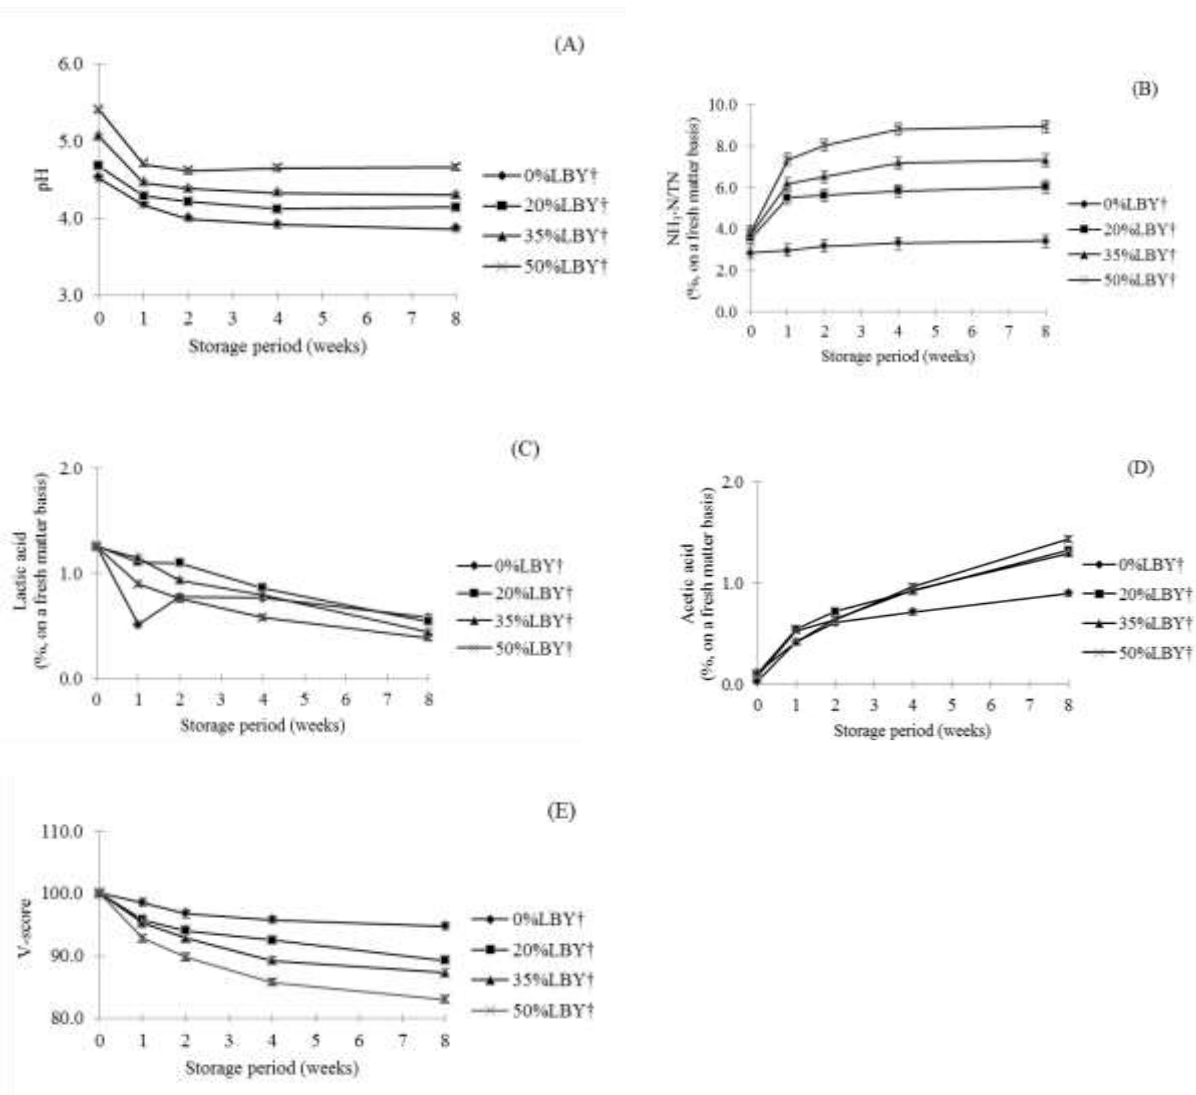 (A)
6.0
5.0
4.0
3.0
pH
0 1 2 3 4 5 6 7 8
Storage period (weeks)
0%LBY†
20%LBY†
35%LBY†
50%LBY†
(B)
10.0
8.0
6.0
4.0
2.0
0.0
NH₃-N/TN
(%, on a fresh matter basis)
0 1 2 3 4 5 6 7 8
Storage period (weeks)
0%LBY†
20%LBY†
35%LBY†
50%LBY†
(C)
2.0
1.0
0.0
Lactic acid
(%, on a fresh matter basis)
0 1 2 3 4 5 6 7 8
Storage period (weeks)
0%LBY†
20%LBY†
35%LBY†
50%LBY†
(D)
2.0
1.0
0.0
Acetic acid
(%, on a fresh matter basis)
0 1 2 3 4 5 6 7 8
Storage period (weeks)
0%LBY†
20%LBY†
35%LBY†
50%LBY†
(E)
110.0
100.0
90.0
80.0
V-score
0 1 2 3 4 5 6 7 8
Storage period (weeks)
0%LBY†
20%LBY†
35%LBY†
50%LBY†